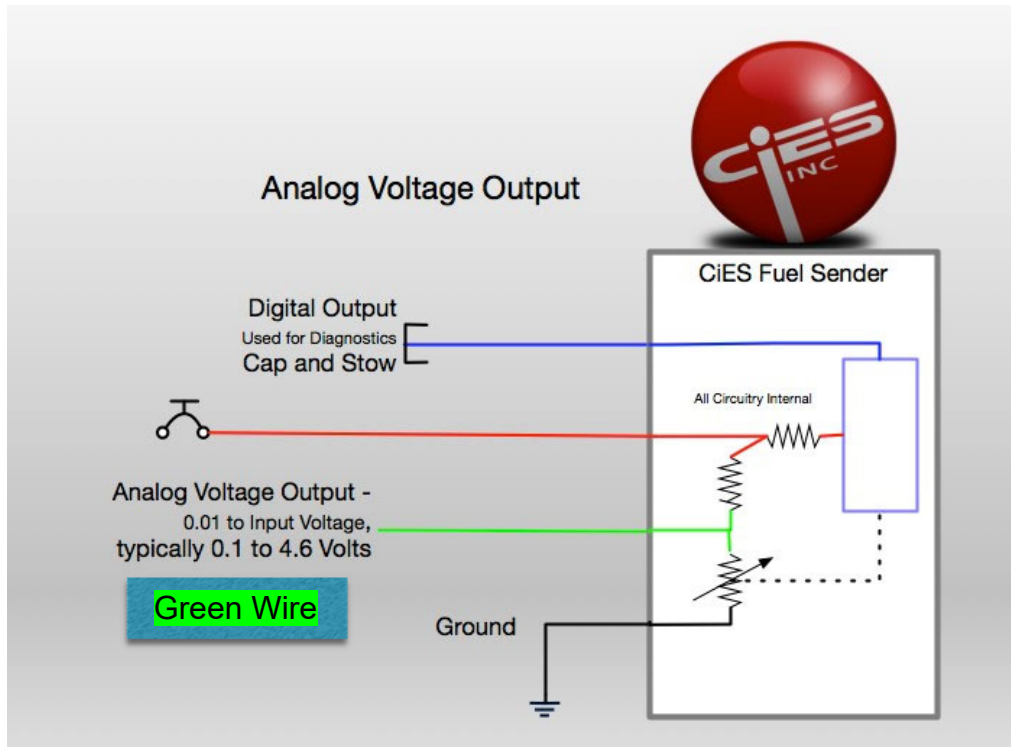 CiES
INC
Analog Voltage Output
CiES Fuel Sender
Digital Output
Used for Diagnostics
Cap and Stow
All Circuitry Internal
Analog Voltage Output -
0.01 to Input Voltage,
typically 0.1 to 4.6 Volts
Green Wire
Ground